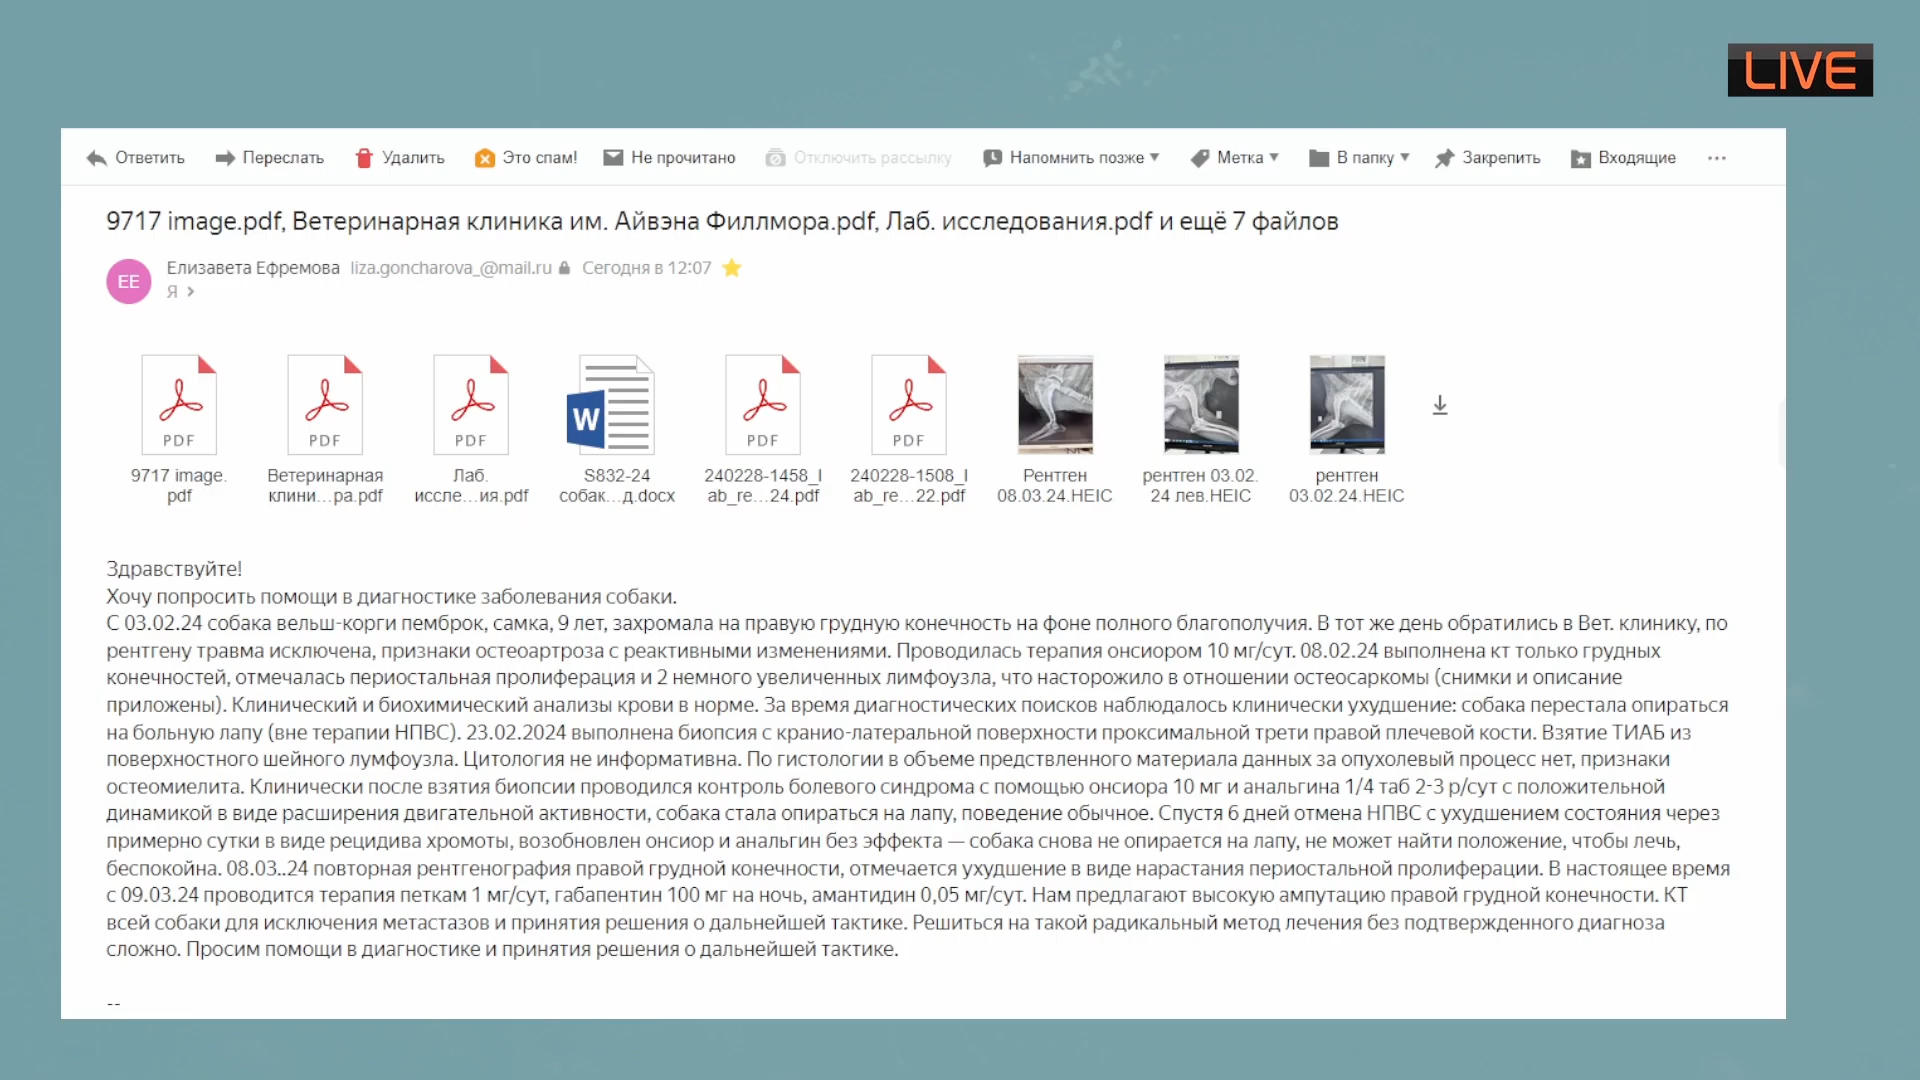 LIVE
Ответить Переслать Удалить Это спам! Не прочитано Отключить рассылку Напомнить позже Метка В папку Закрепить Входящие ...
9717 image.pdf, Ветеринарная клиника им. Айвэна Филлмора.pdf, Лаб. исследования.pdf и ещё 7 файлов
EE
Елизавета Ефремова liza.goncharova_@mail.ru Сегодня в 12:07
Я >
PDF PDF PDF W PDF PDF
9717 image. Ветеринарная Лаб. S832-24 240228-1458_l 240228-1508_l Рентген рентген 03.02. рентген
pdf клини...ра.pdf иссле...ия.pdf собак...д.docx ab_re...24.pdf ab_re...22.pdf 08.03.24.HEIC 24 лев.HEIC 03.02.24.HEIC
Здравствуйте!
Хочу попросить помощи в диагностике заболевания собаки.
С 03.02.24 собака вельш-корги пемброк, самка, 9 лет, захромала на правую грудную конечность на фоне полного благополучия. В тот же день обратились в Вет. клинику, по
рентгену травма исключена, признаки остеоартроза с реактивными изменениями. Проводилась терапия онсиором 10 мг/сут. 08.02.24 выполнена кт только грудных
конечностей, отмечалась периостальная пролиферация и 2 немного увеличенных лимфоузла, что насторожило в отношении остеосаркомы (снимки и описание
приложены). Клинический и биохимический анализы крови в норме. За время диагностических поисков наблюдалось клинически ухудшение: собака перестала опираться
на больную лапу (вне терапии НПВС). 23.02.2024 выполнена биопсия с кранио-латеральной поверхности проксимальной трети правой плечевой кости. Взятие ТИАБ из
поверхностного шейного лумфоузла. Цитология не информативна. По гистологии в объеме предствленного материала данных за опухолевый процесс нет, признаки
остеомиелита. Клинически после взятия биопсии проводился контроль болевого синдрома с помощью онсиора 10 мг и анальгина 1/4 таб 2-3 р/сут с положительной
динамикой в виде расширения двигательной активности, собака стала опираться на лапу, поведение обычное. Спустя 6 дней отмена НПВС с ухудшением состояния через
примерно сутки в виде рецидива хромоты, возобновлен онсиор и анальгин без эффекта — собака снова не опирается на лапу, не может найти положение, чтобы лечь,
беспокойна. 08.03..24 повторная рентгенография правой грудной конечности, отмечается ухудшение в виде нарастания периостальной пролиферации. В настоящее время
с 09.03.24 проводится терапия петкам 1 мг/сут, габапентин 100 мг на ночь, амантидин 0,05 мг/сут. Нам предлагают высокую ампутацию правой грудной конечности. КТ
всей собаки для исключения метастазов и принятия решения о дальнейшей тактике. Решиться на такой радикальный метод лечения без подтвержденного диагноза
сложно. Просим помощи в диагностике и принятия решения о дальнейшей тактике.
--